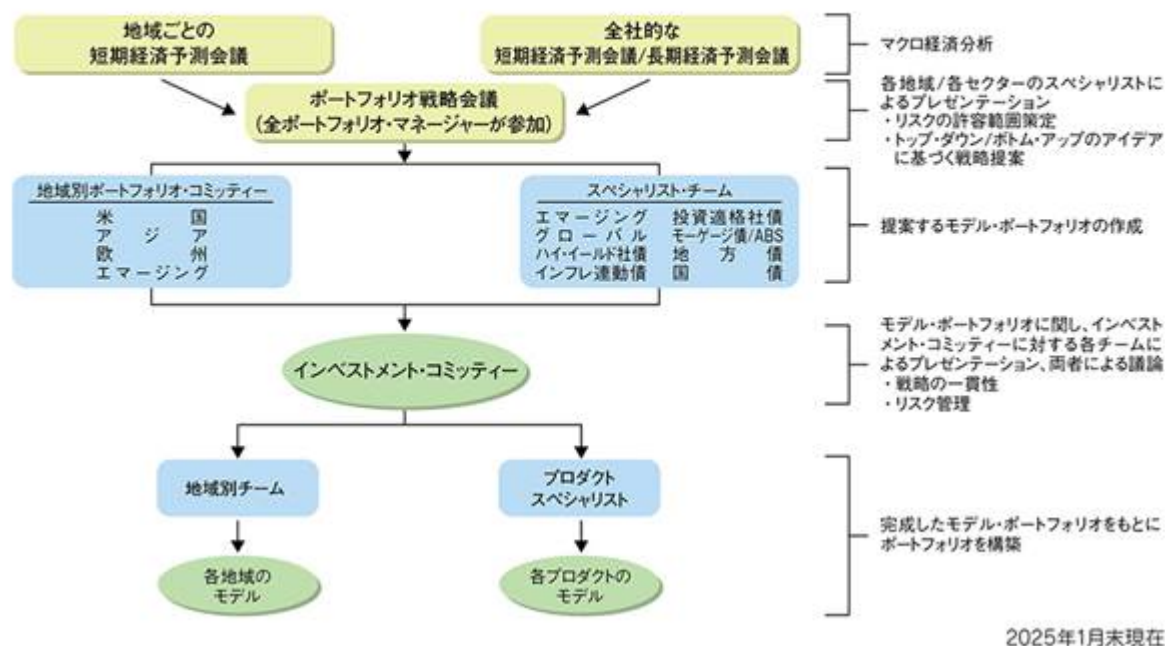 地域ごとの
短期経済予測会議
全社的な
短期経済予測会議/長期経済予測会議
マクロ経済分析
ポートフォリオ戦略会議
(全ポートフォリオ・マネージャーが参加)
各地域/各セクターのスペシャリストに
よるプレゼンテーション
・リスクの許容範囲策定
・トップ・ダウン/ボトム・アップのアイデア
に基づく戦略提案
地域別ポートフォリオ・コミッティー
米国
アジア
欧州
エマージング
スペシャリスト・チーム
エマージング 投資適格社債
グローバル モーゲージ債/ABS
ハイ・イールド社債 地方債
インフレ連動債 国債
提案するモデル・ポートフォリオの作成
インベストメント・コミッティー
モデル・ポートフォリオに関し、インベスト
メント・コミッティーに対する各チームに
よるプレゼンテーション、両者による議論
・戦略の一貫性
・リスク管理
地域別チーム
プロダクト
スペシャリスト
各地域の
モデル
各プロダクトの
モデル
完成したモデル・ポートフォリオをもとに
ポートフォリオを構築
2025年1月末現在